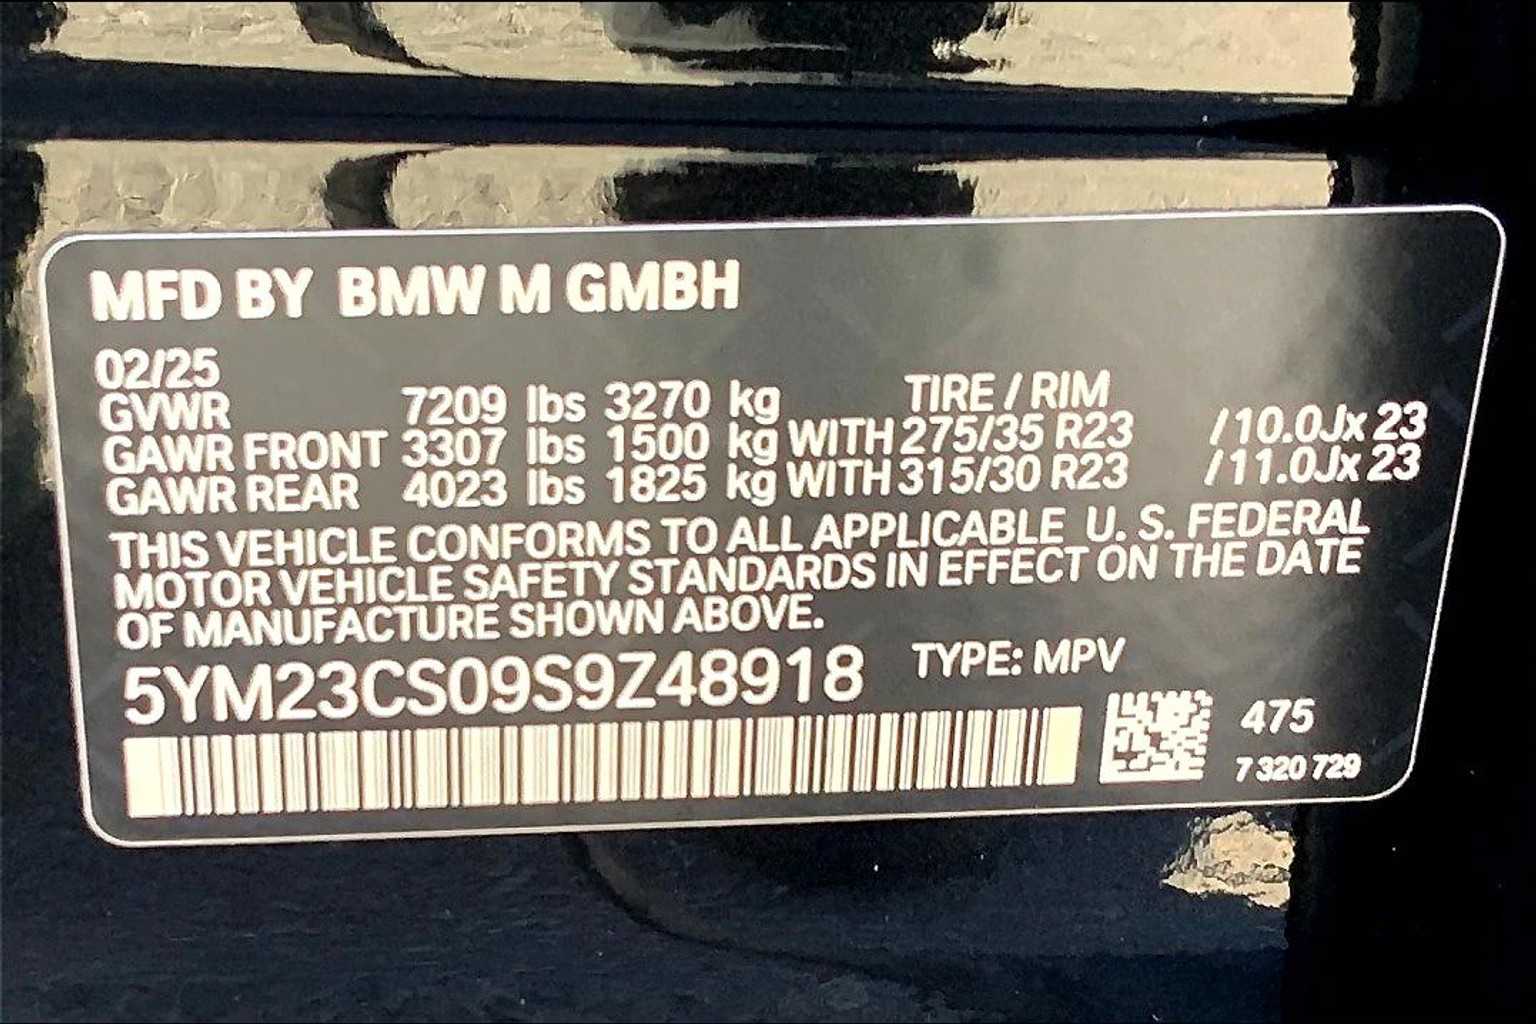 MFD BY BMW M GMBH
02/25
TIRE / RIM
GVWR 7209 lbs 3270 kg
GAWR FRONT 3307 lbs 1500 kg WITH 275/35 R23 / 10.0Jx 23
GAWR REAR 4023 lbs 1825 kg WITH 315/30 R23 / 11.0Jx 23
THIS VEHICLE CONFORMS TO ALL APPLICABLE U. S. FEDERAL
MOTOR VEHICLE SAFETY STANDARDS IN EFFECT ON THE DATE
OF MANUFACTURE SHOWN ABOVE.
5YM23CS09S9Z48918 TYPE: MPV
475
7 320 729